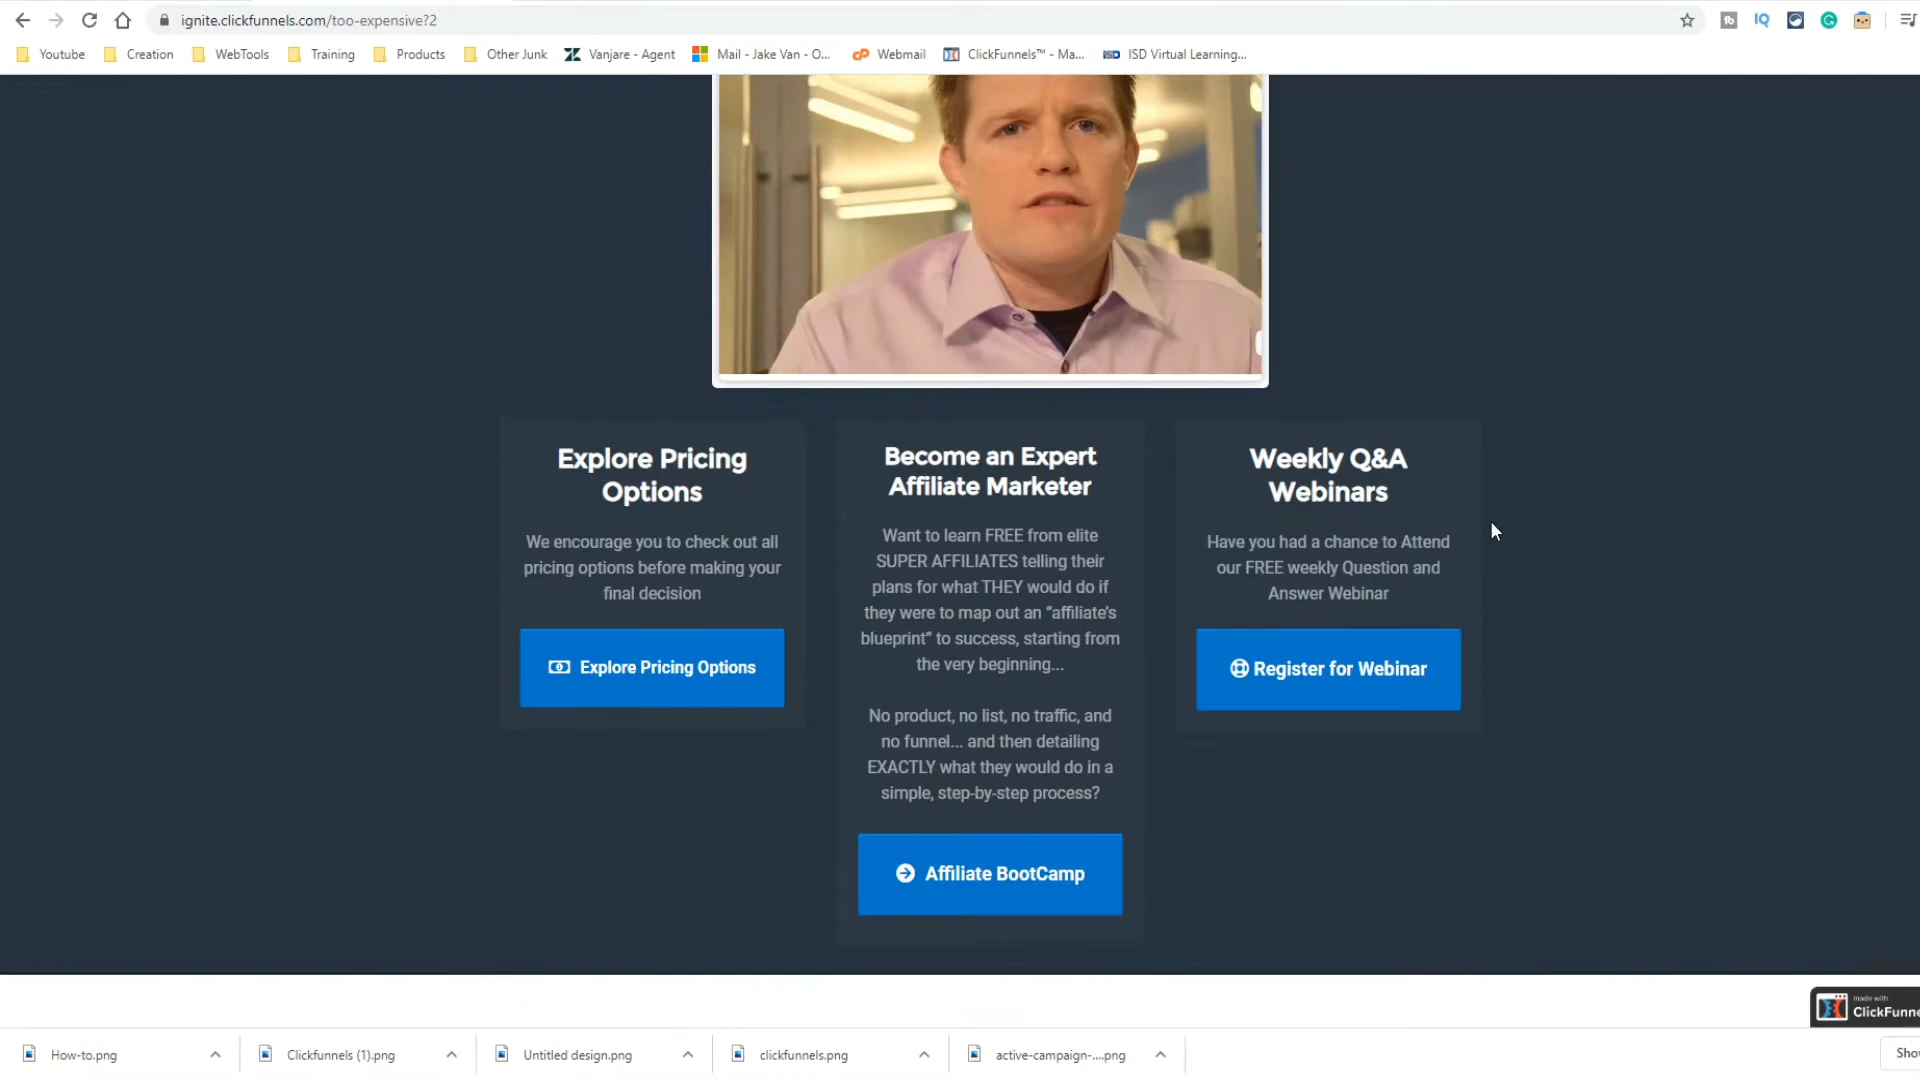 ignite.clickfunnels.com/too-expensive?2
Youtube Creation WebTools Training Products Other Junk Vanjare - Agent Mail - Jake Van - O... Webmail ClickFunnels™ - Ma... ISD Virtual Learning...
Explore Pricing
Options
We encourage you to check out all
pricing options before making your
final decision
Explore Pricing Options
Become an Expert
Affiliate Marketer
Want to learn FREE from elite
SUPER AFFILIATES telling their
plans for what THEY would do if
they were to map out an “affiliate’s
blueprint” to success, starting from
the very beginning...
No product, no list, no traffic, and
no funnel... and then detailing
EXACTLY what they would do in a
simple, step-by-step process?
Affiliate BootCamp
Weekly Q&A
Webinars
Have you had a chance to Attend
our FREE weekly Question and
Answer Webinar
Register for Webinar
made with
ClickFunne
How-to.png Clickfunnels (1).png Untitled design.png clickfunnels.png active-campaign-....png Show